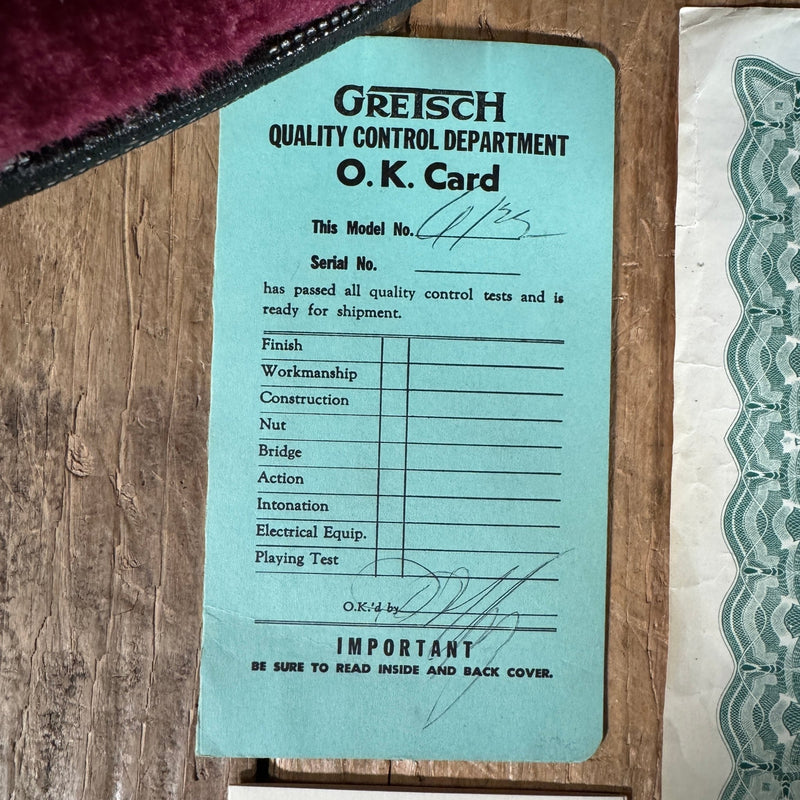 GRETSCH
QUALITY CONTROL DEPARTMENT
O. K. Card
This Model No.
Serial No.
has passed all quality control tests and is
ready for shipment.
Finish
Workmanship
Construction
Nut
Bridge
Action
Intonation
Electrical Equip.
Playing Test
O.K.'d by
IMPORTANT
BE SURE TO READ INSIDE AND BACK COVER.